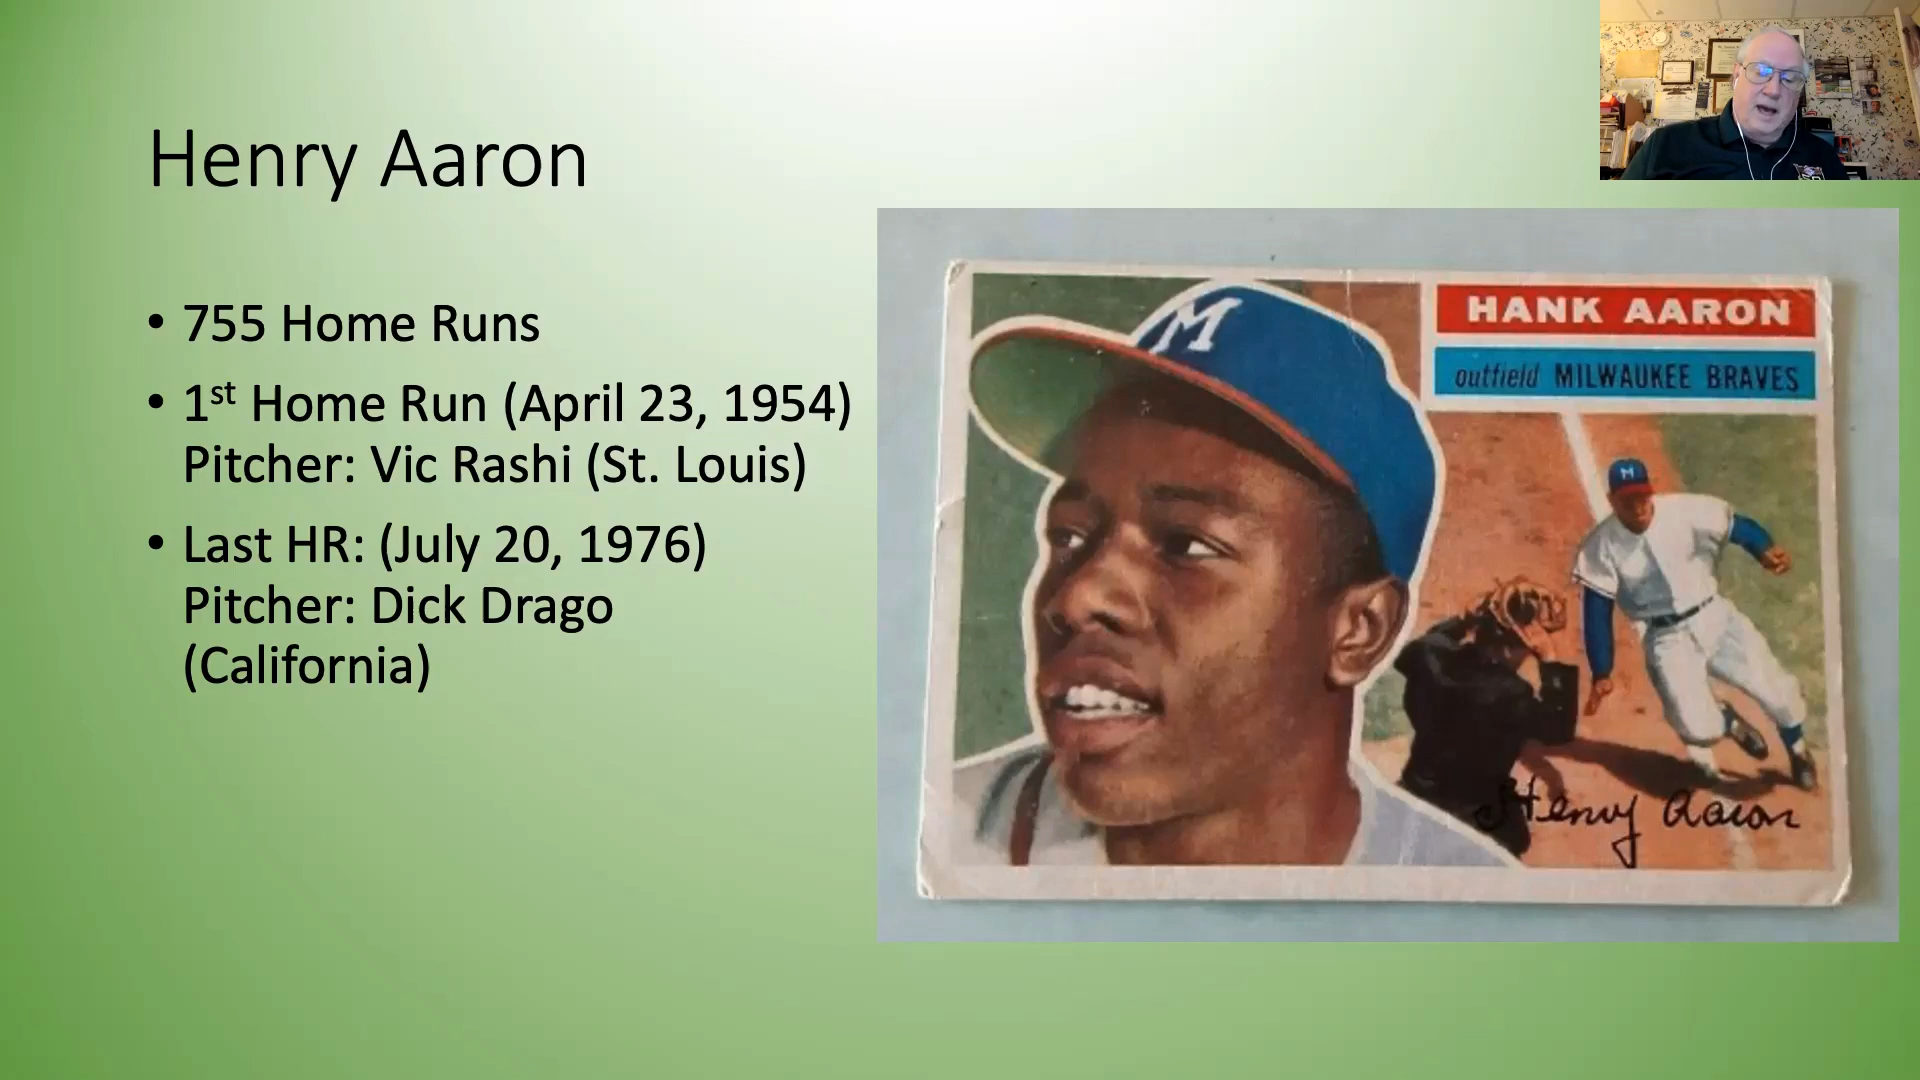 Henry Aaron
• 755 Home Runs
• 1st Home Run (April 23, 1954)
Pitcher: Vic Rashi (St. Louis)
• Last HR: (July 20, 1976)
Pitcher: Dick Drago
(California)
M
HANK AARON
outfield MILWAUKEE BRAVES
M
Henry Aaron